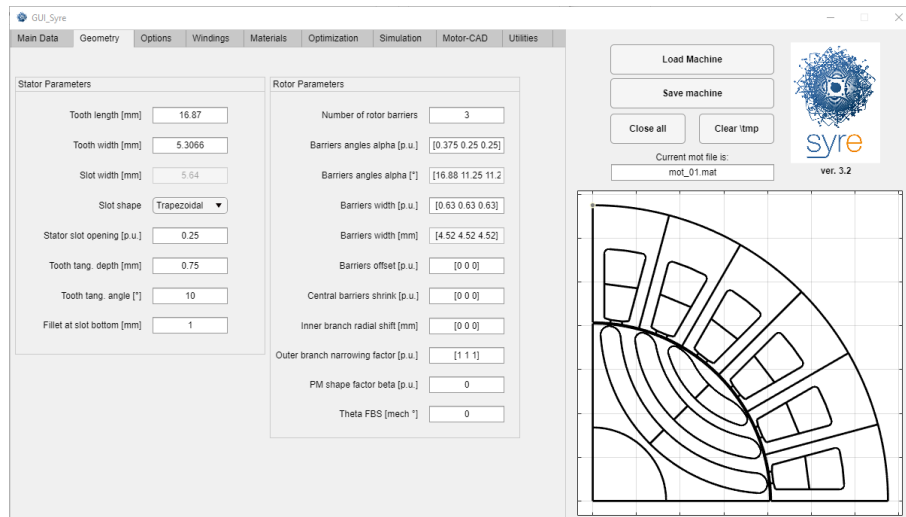 GUI_Syre
Main Data Geometry Options Windings Materials Optimization Simulation Motor-CAD Utilities
Stator Parameters
Tooth length [mm] 16.87
Tooth width [mm] 5.3066
Slot width [mm] 5.64
Slot shape Trapezoidal
Stator slot opening [p.u.] 0.25
Tooth tang. depth [mm] 0.75
Tooth tang. angle [°] 10
Fillet at slot bottom [mm] 1
Rotor Parameters
Number of rotor barriers 3
Barriers angles alpha [p.u.] [0.375 0.25 0.25]
Barriers angles alpha [°] [16.88 11.25 11.2
Barriers width [p.u.] [0.63 0.63 0.63]
Barriers width [mm] [4.52 4.52 4.52]
Barriers offset [p.u.] [0 0 0]
Central barriers shrink [p.u.] [0 0 0]
Inner branch radial shift [mm] [0 0 0]
Outer branch narrowing factor [p.u.] [1 1 1]
PM shape factor beta [p.u.] 0
Theta FBS [mech °] 0
Load Machine
Save machine
Close all Clear \tmp
Current mot file is:
mot_01.mat
syre
ver. 3.2